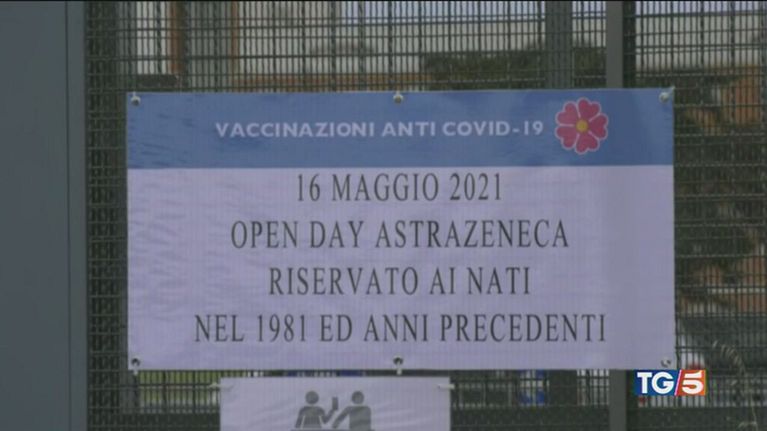 VACCINAZIONI ANTI COVID-19
16 MAGGIO 2021
OPEN DAY ASTRAZENECA
RISERVATO AI NATI
NEL 1981 ED ANNI PRECEDENTI
TG5